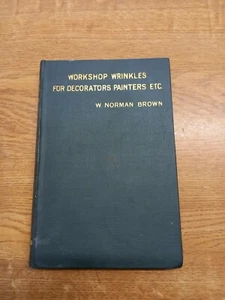 WORKSHOP WRINKLES
FOR DECORATORS PAINTERS ETC.
W. NORMAN BROWN